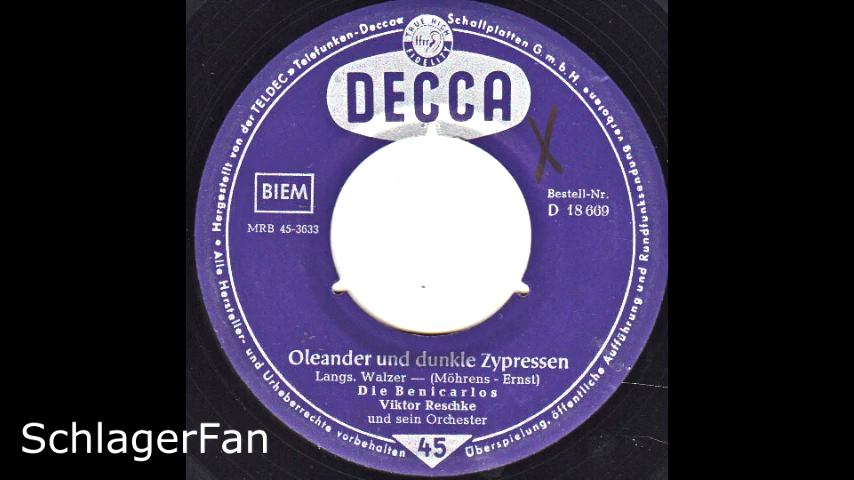 Hergestellt von der TELDEC »Telefunken-Decca« Schallplatten G.m.b.H.
TRUE HIGH
ffrr
FIDELITY
DECCA
X
BIEM
MRB 45-3633
Bestell-Nr.
D 18 669
Oleander und dunkle Zypressen
Langs. Walzer — (Möhrens - Ernst)
Die Benicarlos
Viktor Reschke
und sein Orchester
45
Alle Hersteller- und Urheberrechte vorbehalten
Überspielung, öffentliche Aufführung und Rundfunksendung verboten
SchlagerFan